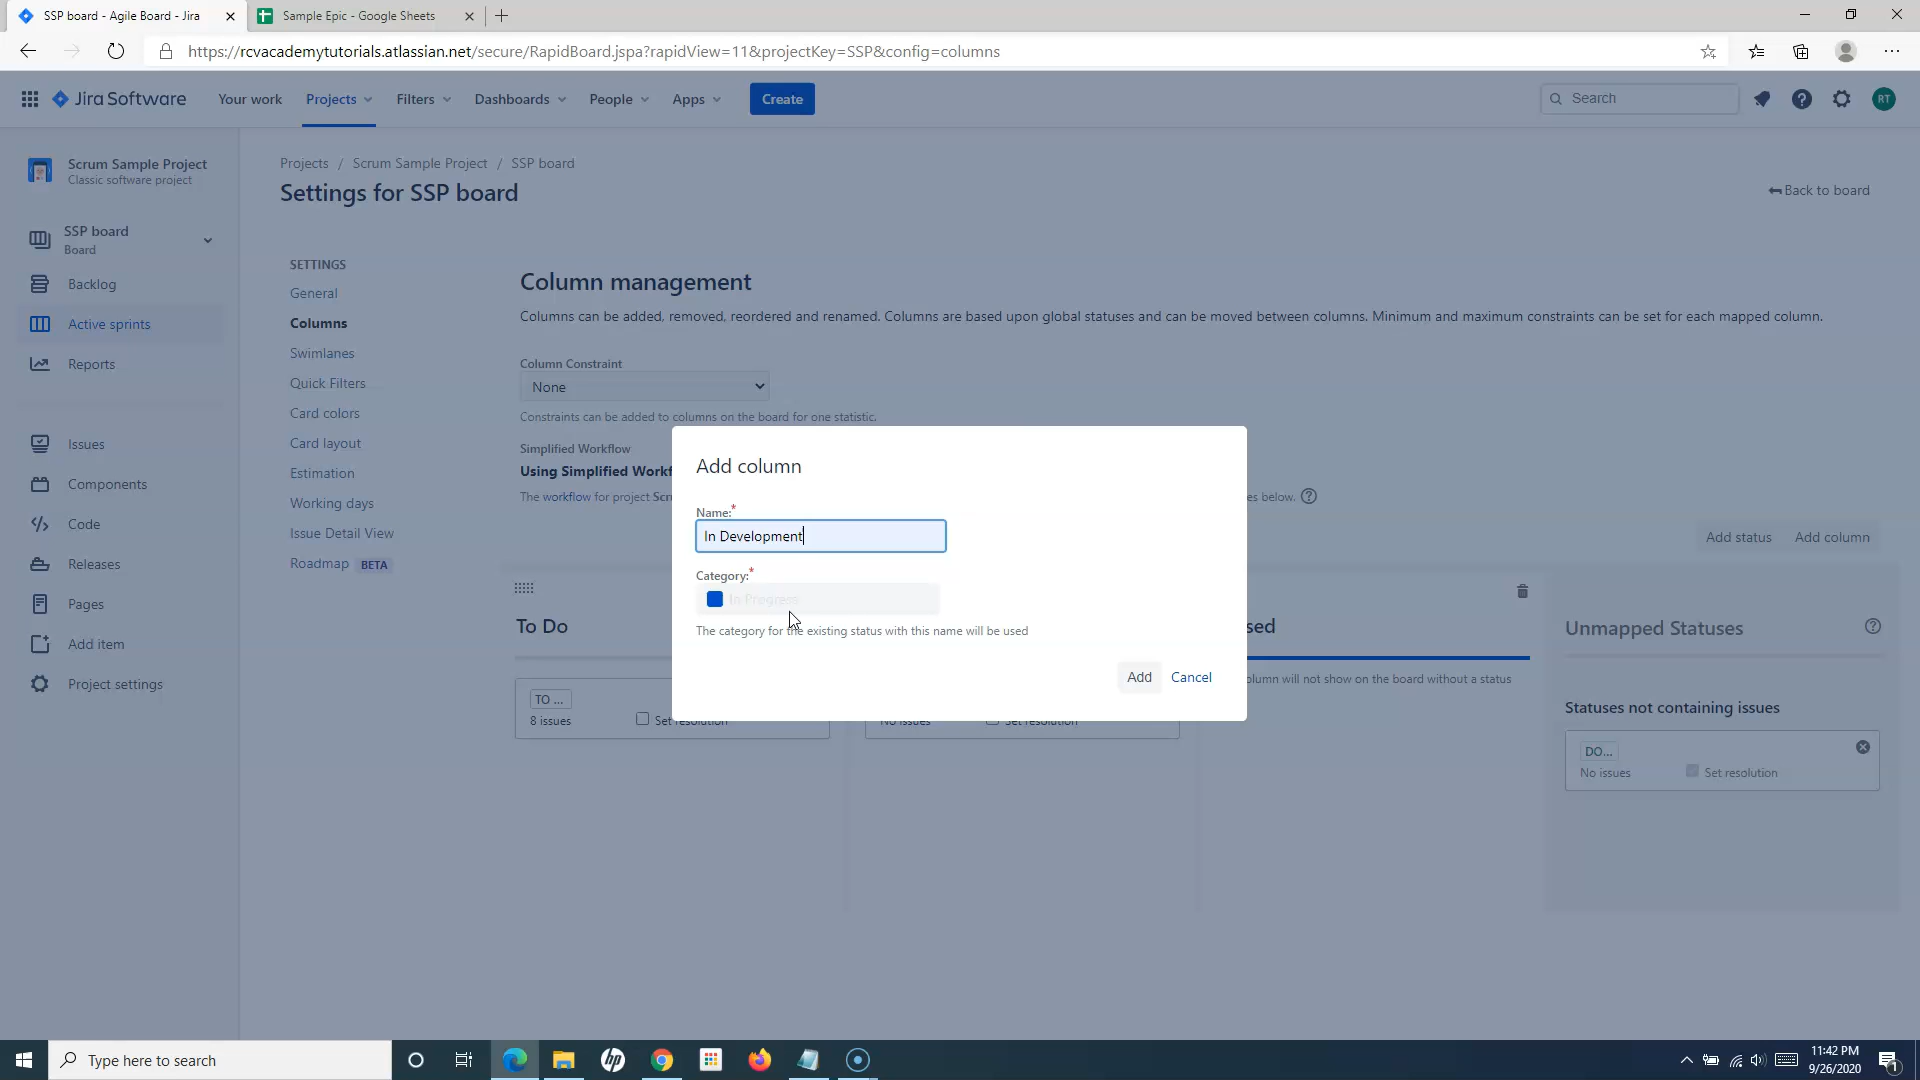 SSP board - Agile Board - Jira
Sample Epic - Google Sheets
https://rcvacademytutorials.atlassian.net/secure/RapidBoard.jspa?rapidView=11&projectKey=SSP&config=columns
Jira Software
Your work
Projects
Filters
Dashboards
People
Apps
Create
Search
RT
Scrum Sample Project
Classic software project
SSP board
Board
Backlog
Active sprints
Reports
Issues
Components
Code
Releases
Pages
Add item
Project settings
Projects / Scrum Sample Project / SSP board
Settings for SSP board
Back to board
SETTINGS
General
Columns
Swimlanes
Quick Filters
Card colors
Card layout
Estimation
Working days
Issue Detail View
Roadmap BETA
Column management
Columns can be added, removed, reordered and renamed. Columns are based upon global statuses and can be moved between columns. Minimum and maximum constraints can be set for each mapped column.
Column Constraint
None
Constraints can be added to columns on the board for one statistic.
Simplified Workflow
Using Simplified Workf
The workflow for project Scr
es below.
Add status
Add column
Add column
Name:*
In Development
Category:*
In Progress
The category for the existing status with this name will be used
Add
Cancel
To Do
TO ...
8 issues
Set resolution
No issues
Set resolution
sed
olumn will not show on the board without a status
Unmapped Statuses
Statuses not containing issues
DO...
No issues
Set resolution
Type here to search
hp
11:42 PM
9/26/2020
1